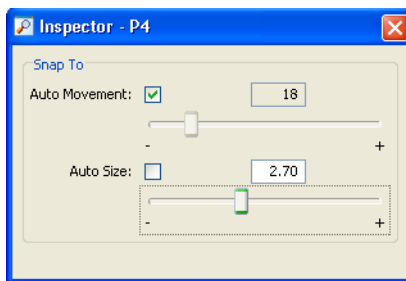 Inspector - P4
Snap To
Auto Movement: 18
- +
Auto Size: 2.70
- +